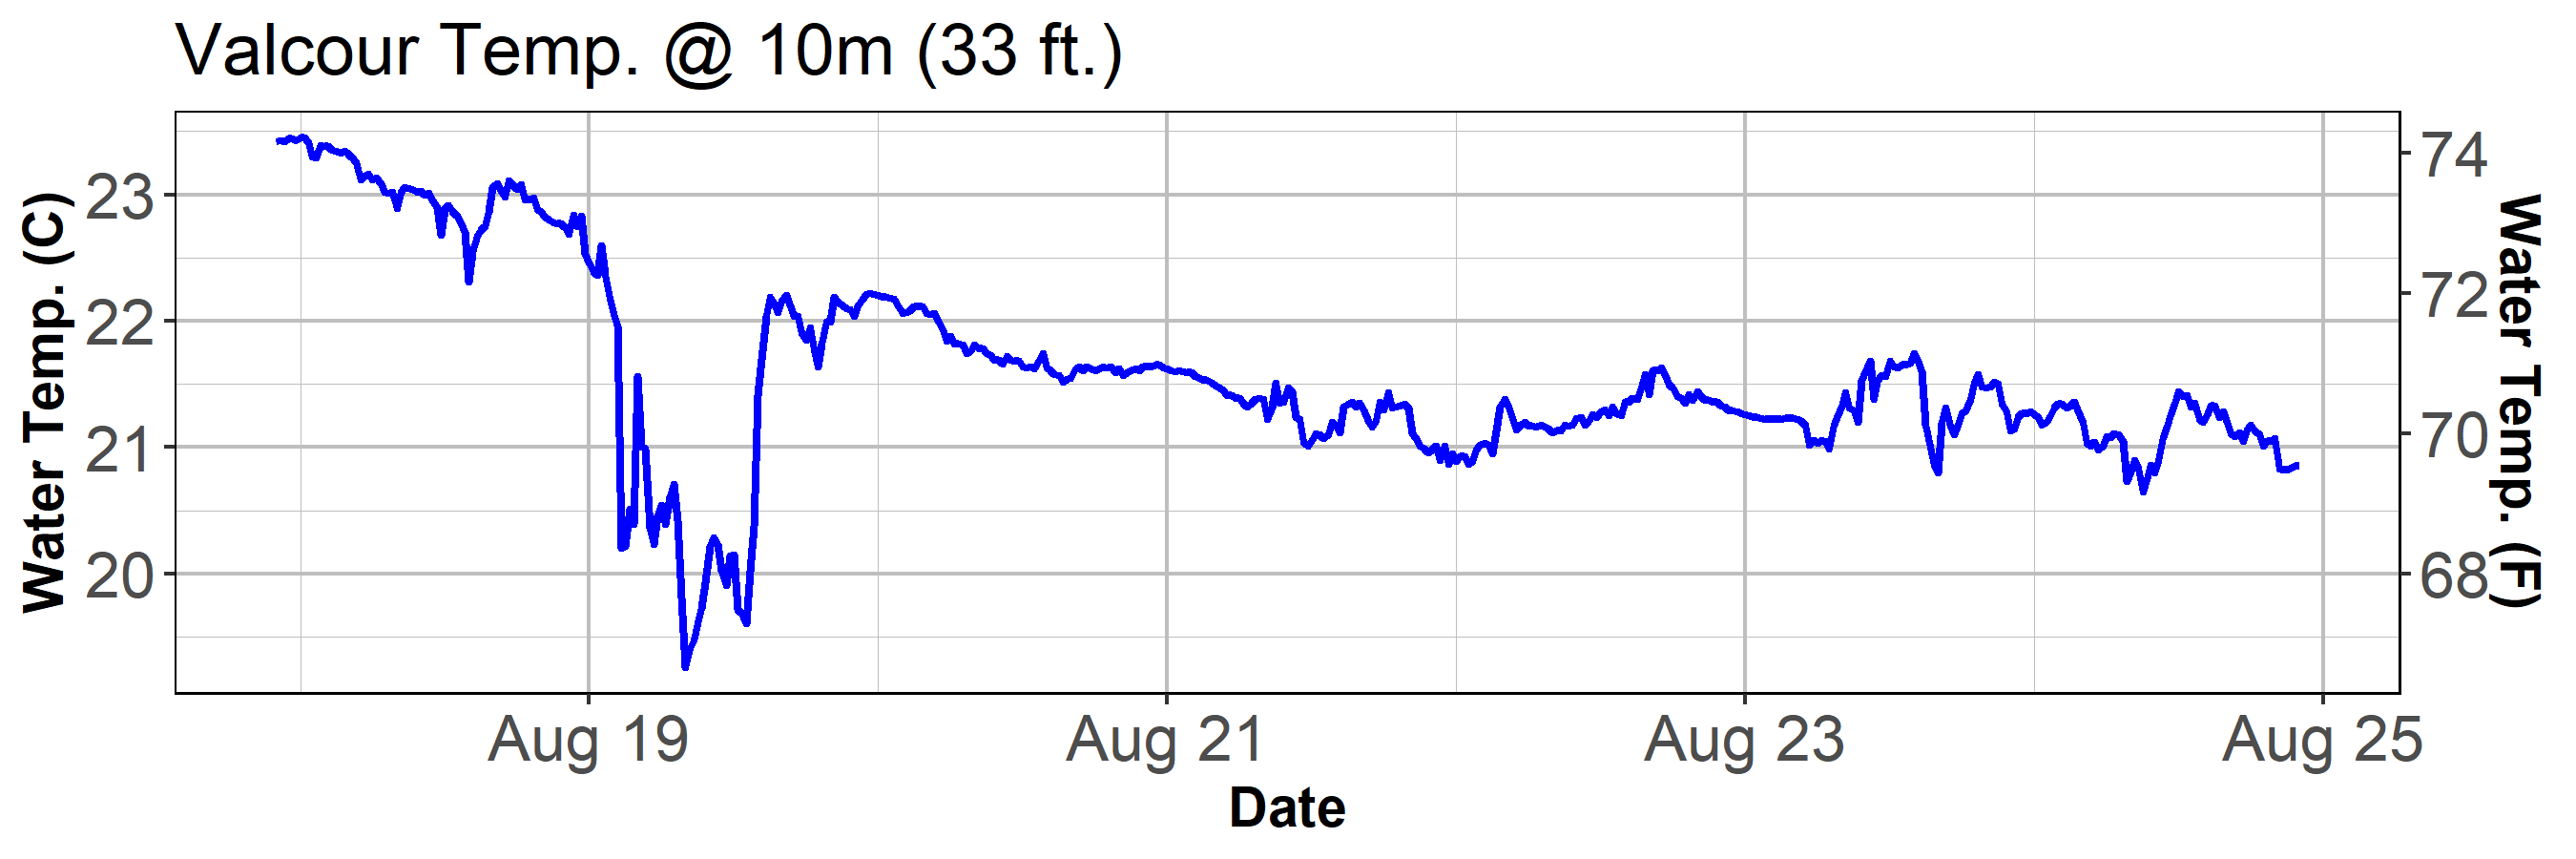 Valcour Temp. @ 10m (33 ft.)
Water Temp. (C)
23
22
21
20
74
72
70
68
Water Temp. (F)
Aug 19 Aug 21 Aug 23 Aug 25
Date